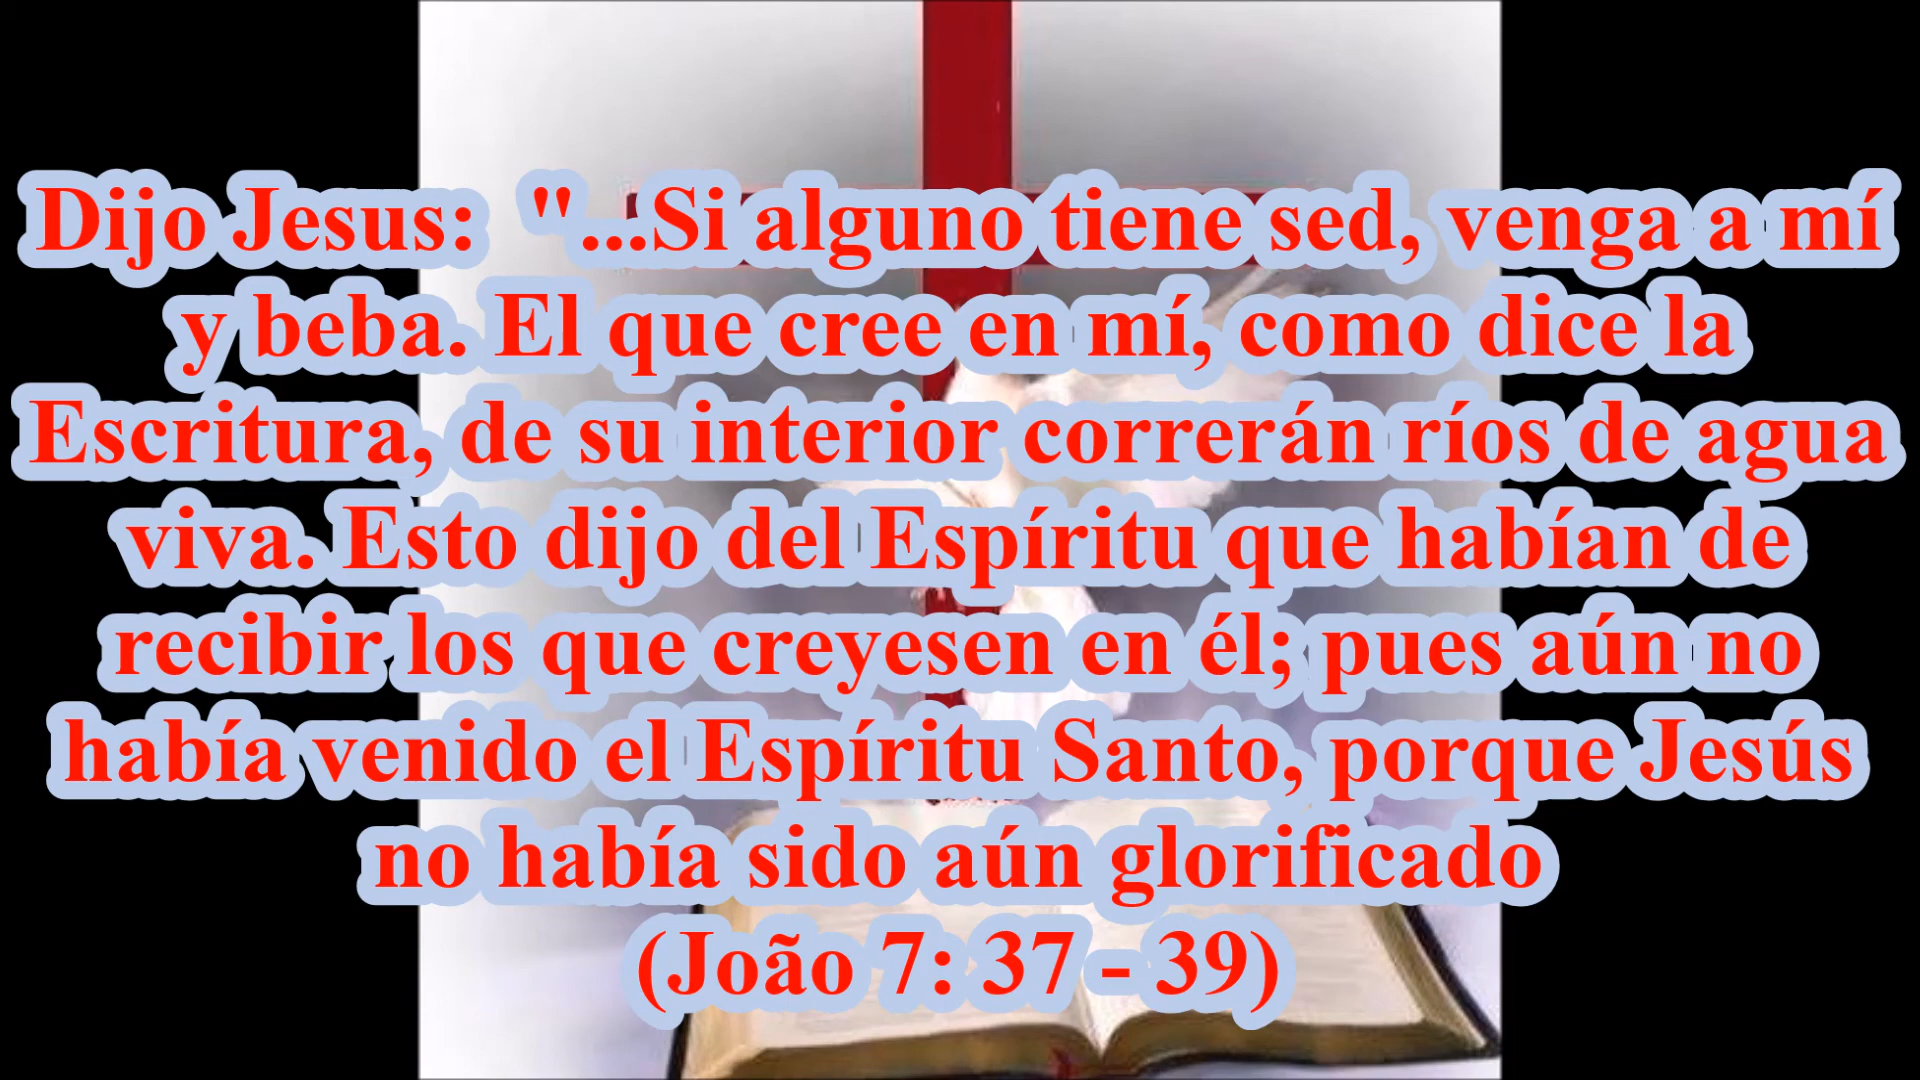 Dijo Jesus:  "...Si alguno tiene sed, venga a mí
y beba. El que cree en mí, como dice la
Escritura, de su interior correrán ríos de agua
viva. Esto dijo del Espíritu que habían de
recibir los que creyesen en él; pues aún no
había venido el Espíritu Santo, porque Jesús
no había sido aún glorificado
(João 7: 37 - 39)